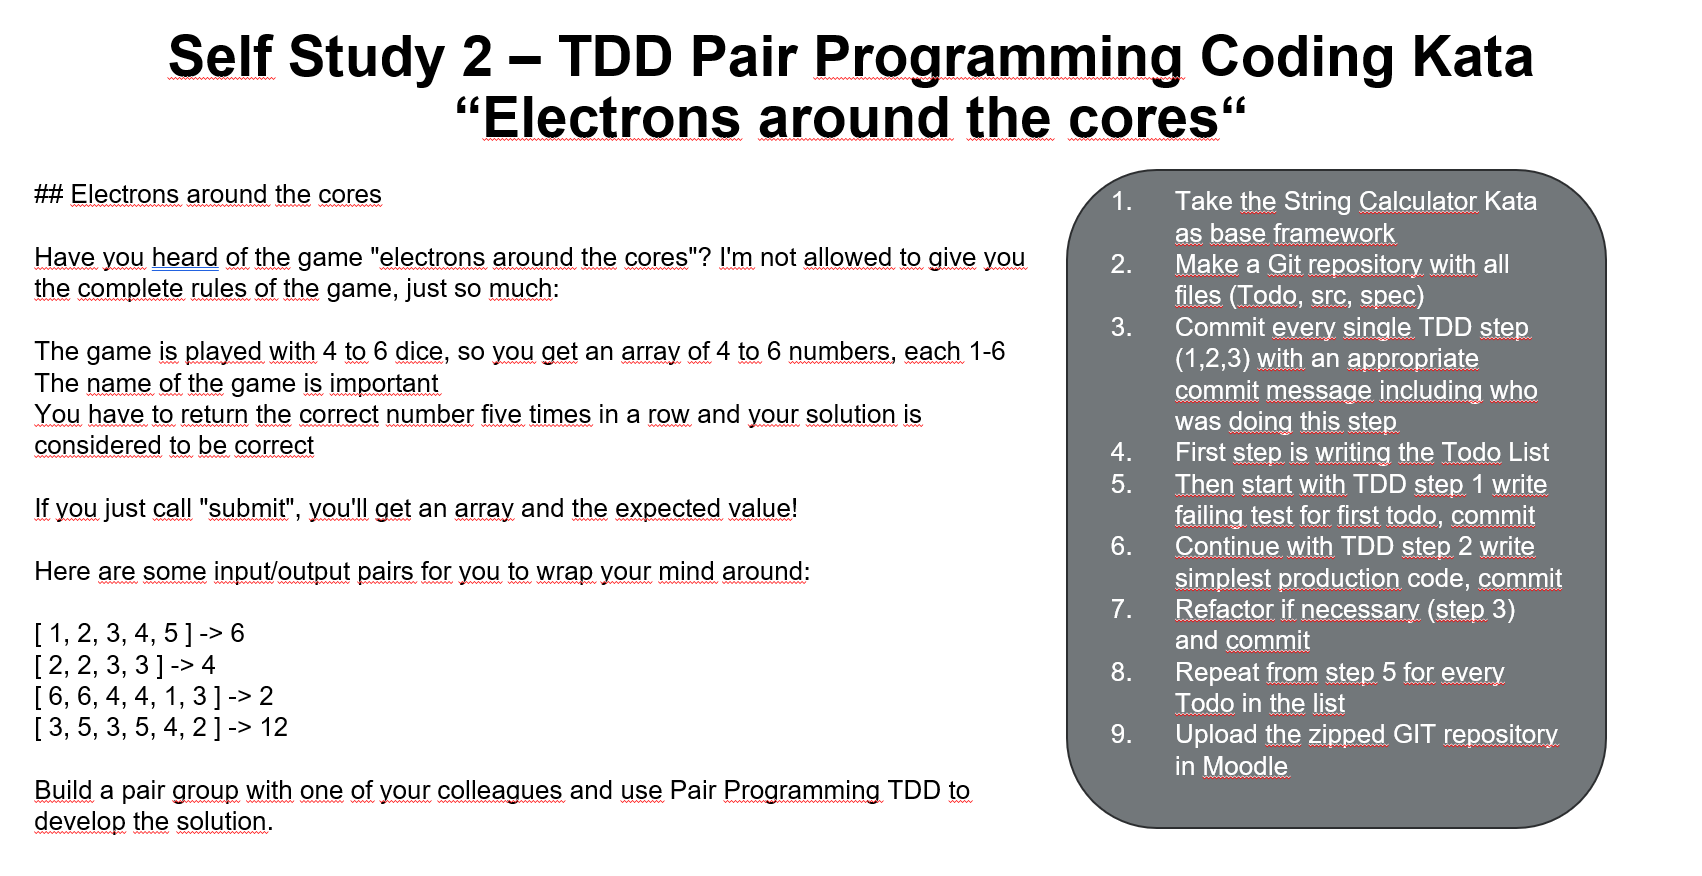 Self Study 2 – TDD Pair Programming Coding Kata
“Electrons around the cores“
## Electrons around the cores
Have you heard of the game "electrons around the cores"? I'm not allowed to give you
the complete rules of the game, just so much:
The game is played with 4 to 6 dice, so you get an array of 4 to 6 numbers, each 1-6
The name of the game is important
You have to return the correct number five times in a row and your solution is
considered to be correct
If you just call "submit", you'll get an array and the expected value!
Here are some input/output pairs for you to wrap your mind around:
[ 1, 2, 3, 4, 5 ] -> 6
[ 2, 2, 3, 3 ] -> 4
[ 6, 6, 4, 4, 1, 3 ] -> 2
[ 3, 5, 3, 5, 4, 2 ] -> 12
Build a pair group with one of your colleagues and use Pair Programming TDD to
develop the solution.
1. Take the String Calculator Kata
as base framework
2. Make a Git repository with all
files (Todo, src, spec)
3. Commit every single TDD step
(1,2,3) with an appropriate
commit message including who
was doing this step
4. First step is writing the Todo List
5. Then start with TDD step 1 write
failing test for first todo, commit
6. Continue with TDD step 2 write
simplest production code, commit
7. Refactor if necessary (step 3)
and commit
8. Repeat from step 5 for every
Todo in the list
9. Upload the zipped GIT repository
in Moodle